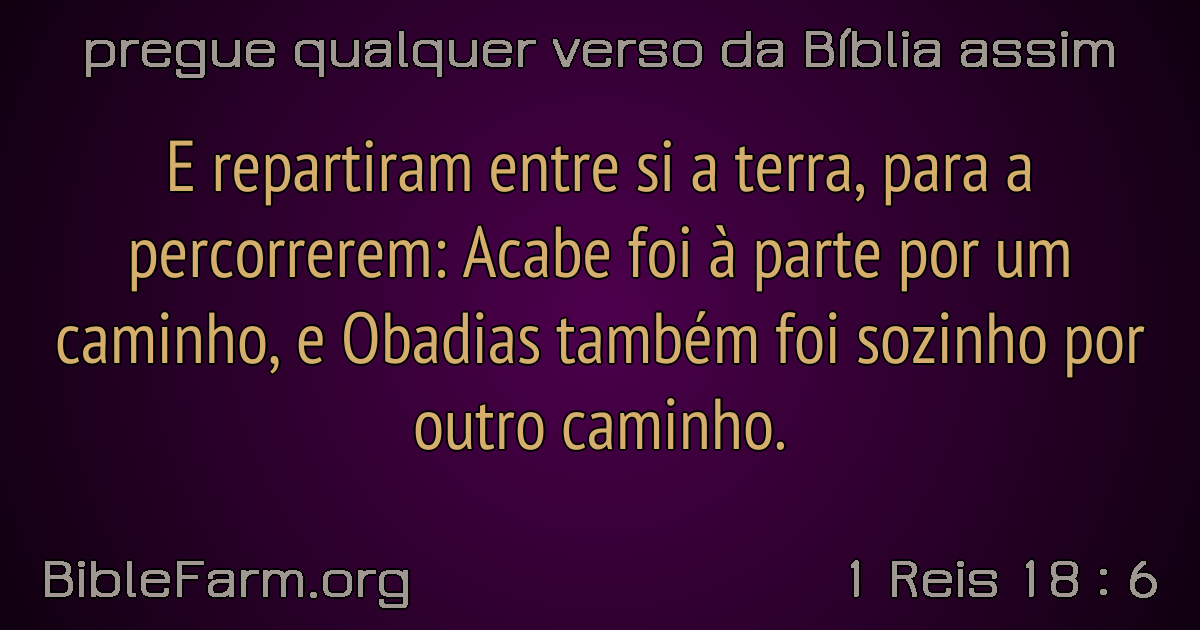 pregue qualquer verso da Bíblia assim
E repartiram entre si a terra, para a
percorrerem: Acabe foi à parte por um
caminho, e Obadias também foi sozinho por
outro caminho.
BibleFarm.org
1 Reis 18 : 6